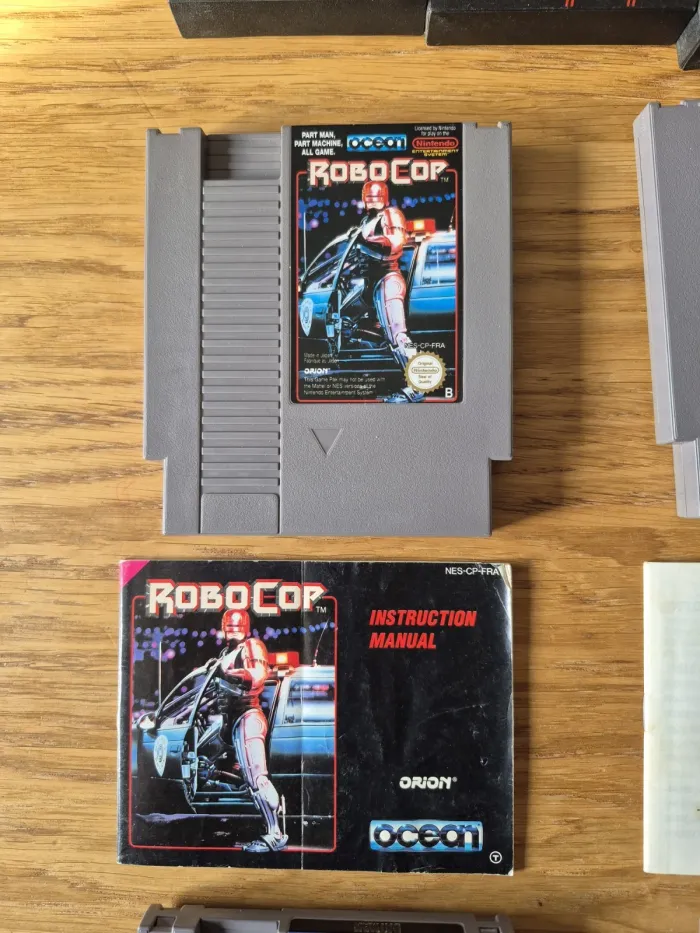 PART MAN,
PART MACHINE,
ALL GAME.
ocean
Licensed by Nintendo
for play on the
Nintendo
ENTERTAINMENT
SYSTEM
ROBOCOP TM
NES-CP-FRA
Made in Japan
Fabriqué au Japon
ORION
This Game Pak may not be used with
the Mattel or NES versions of the
Nintendo Entertainment System
Original
Nintendo
Seal of
Quality
B
NES-CP-FRA
ROBOCOP TM
INSTRUCTION
MANUAL
ORION®
ocean
T